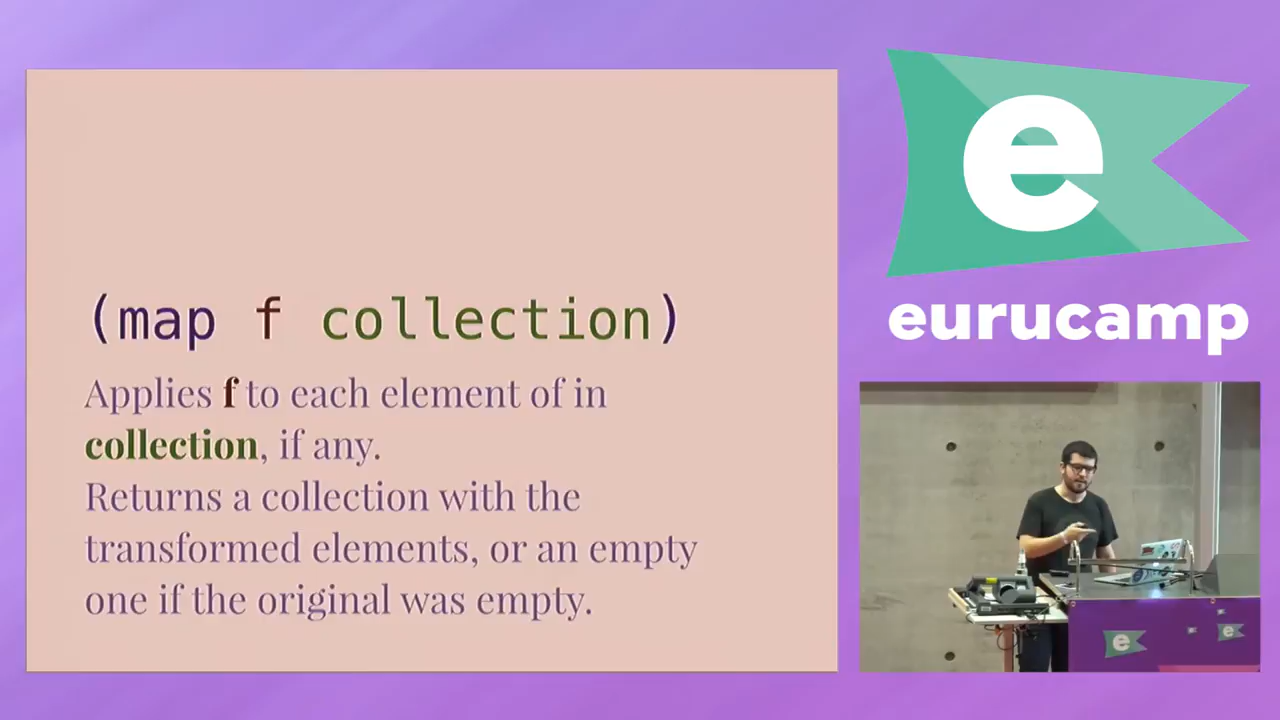 (map f collection)
Applies f to each element of in
collection, if any.
Returns a collection with the
transformed elements, or an empty
one if the original was empty.
e
eurucamp
e
e